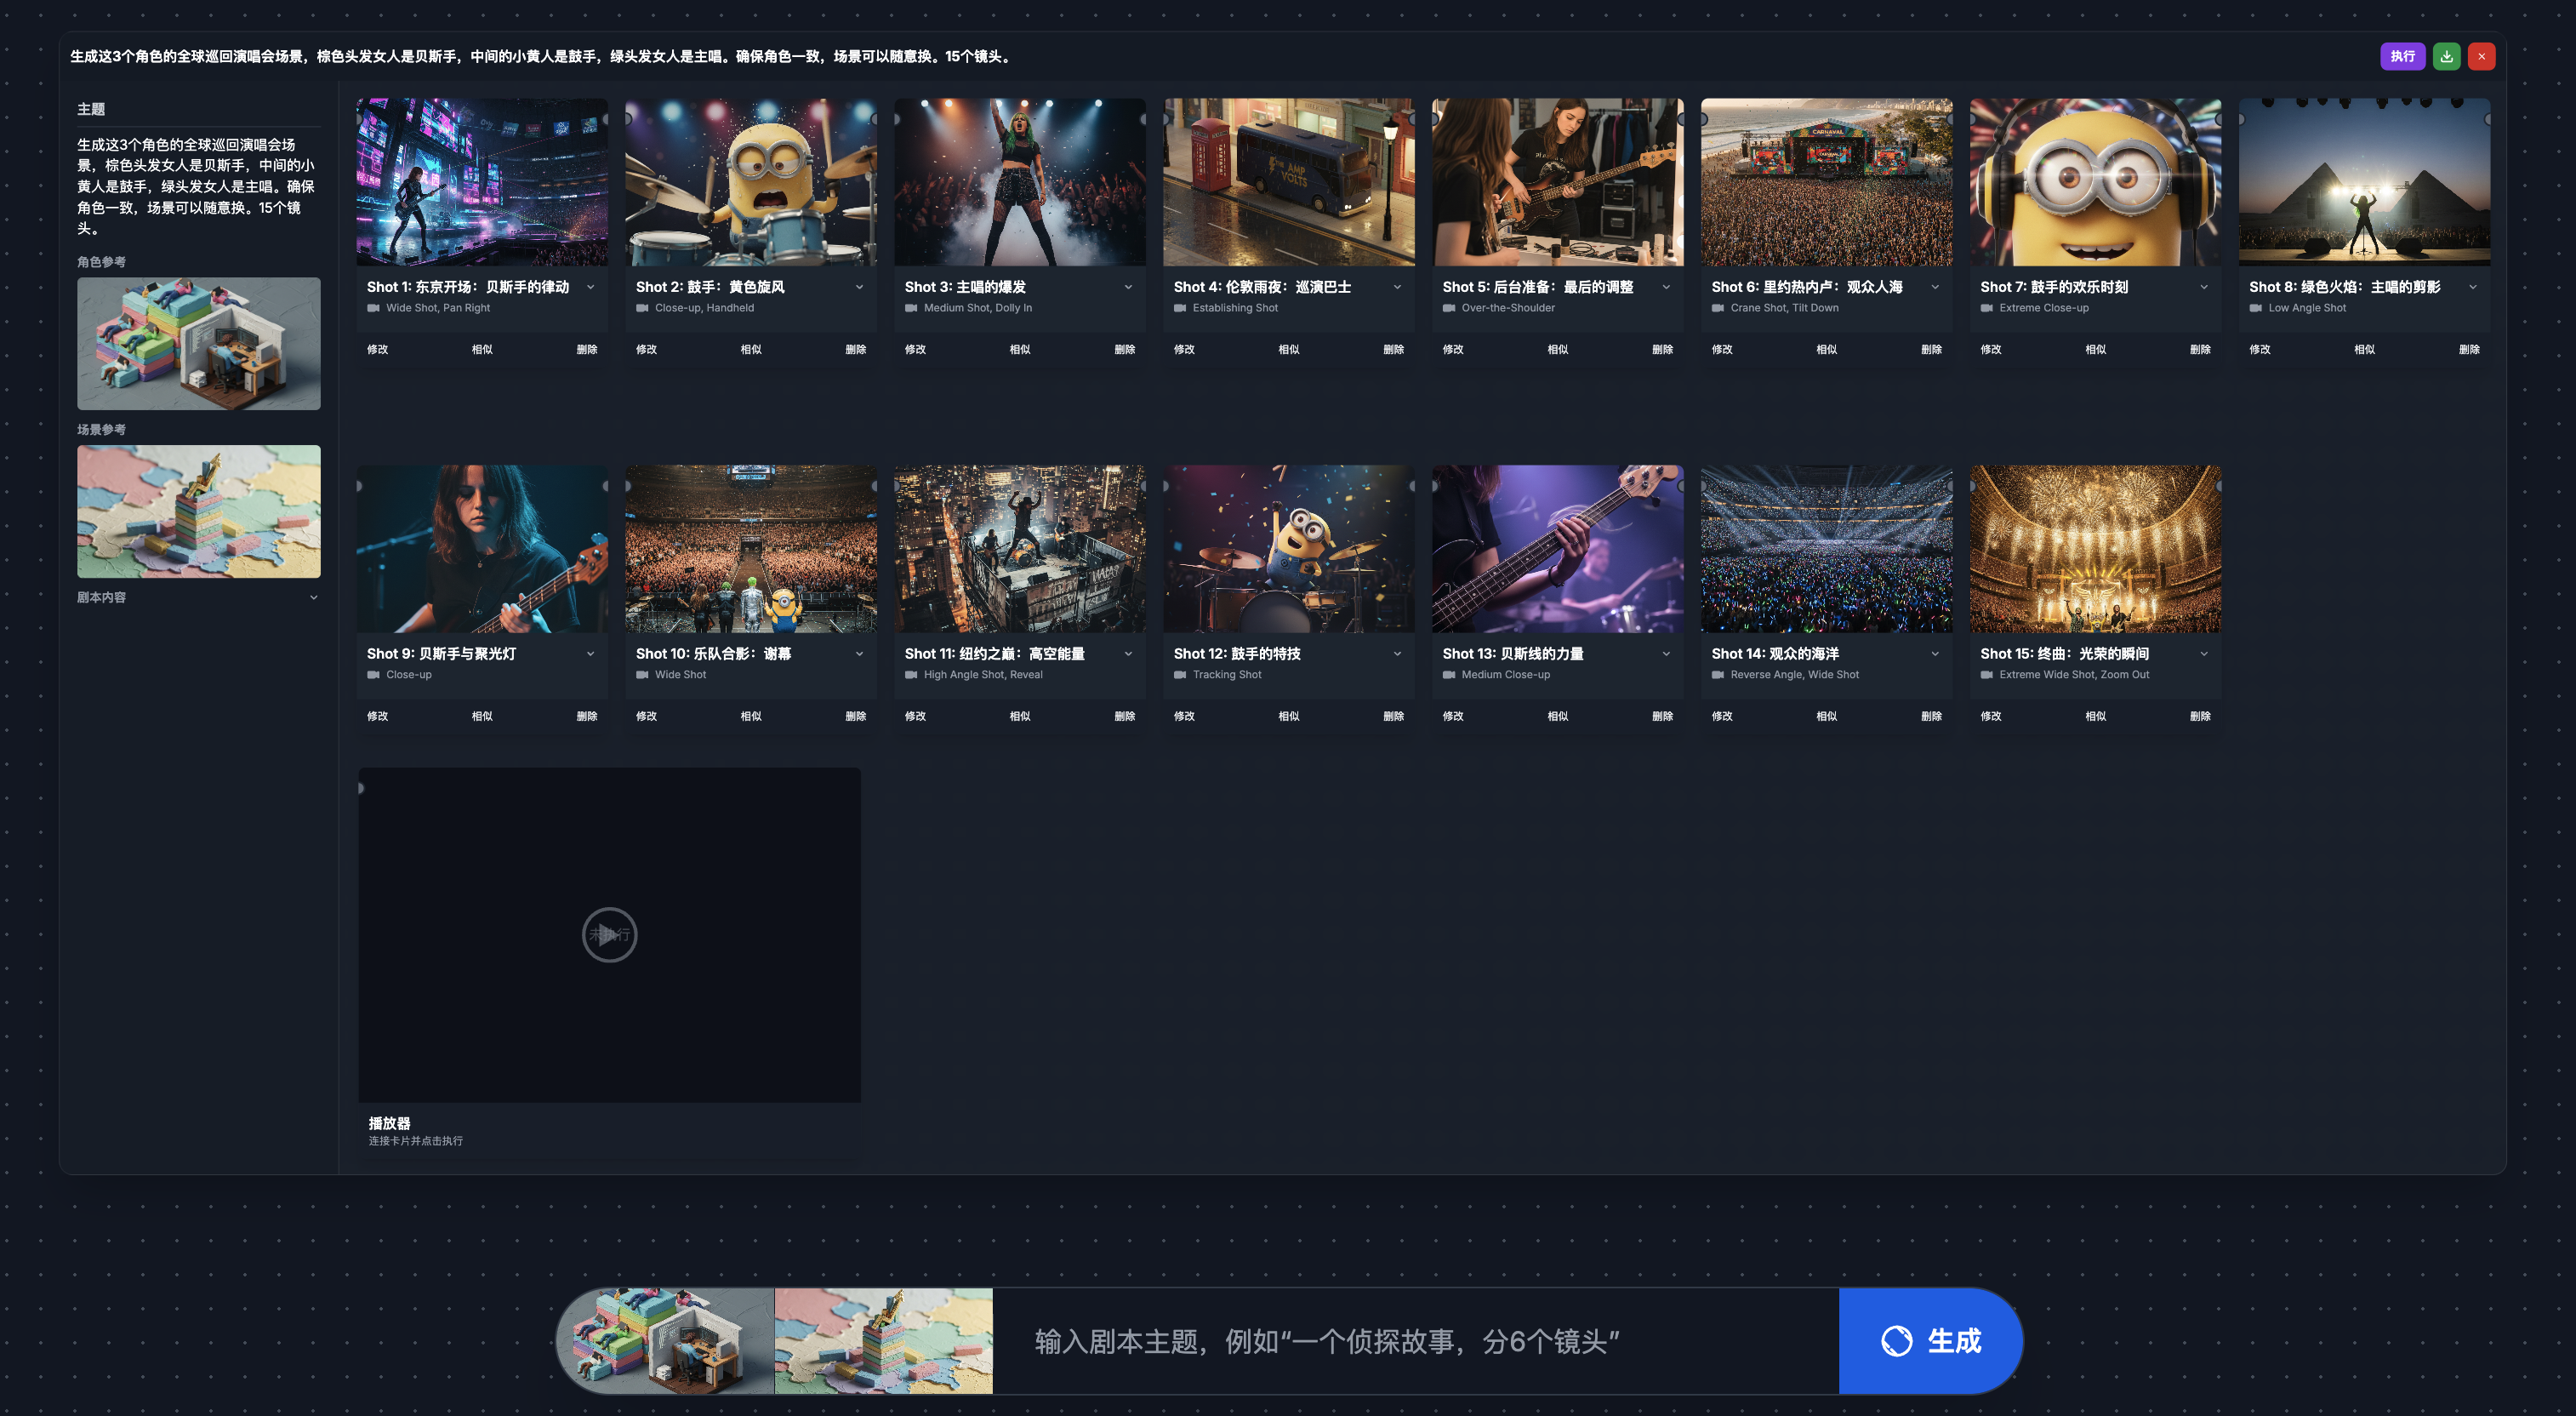 生成这3个角色的全球巡回演唱会场景，棕色头发女人是贝斯手，中间的小黄人是鼓手，绿头发女人是主唱。确保角色一致，场景可以随意换。15个镜头。
执行
主题
生成这3个角色的全球巡回演唱会场
景，棕色头发女人是贝斯手，中间的小
黄人是鼓手，绿头发女人是主唱。确保
角色一致，场景可以随意换。15个镜
头。
角色参考
场景参考
剧本内容
THE AMP
VOLTS
CARNAVAL
Shot 1: 东京开场：贝斯手的律动
Wide Shot, Pan Right
修改 相似 删除
Shot 2: 鼓手：黄色旋风
Close-up, Handheld
修改 相似 删除
Shot 3: 主唱的爆发
Medium Shot, Dolly In
修改 相似 删除
Shot 4: 伦敦雨夜：巡演巴士
Establishing Shot
修改 相似 删除
Shot 5: 后台准备：最后的调整
Over-the-Shoulder
修改 相似 删除
Shot 6: 里约热内卢：观众人海
Crane Shot, Tilt Down
修改 相似 删除
Shot 7: 鼓手的欢乐时刻
Extreme Close-up
修改 相似 删除
Shot 8: 绿色火焰：主唱的剪影
Low Angle Shot
修改 相似 删除
Shot 9: 贝斯手与聚光灯
Close-up
修改 相似 删除
Shot 10: 乐队合影：谢幕
Wide Shot
修改 相似 删除
Shot 11: 纽约之巅：高空能量
High Angle Shot, Reveal
修改 相似 删除
Shot 12: 鼓手的特技
Tracking Shot
修改 相似 删除
Shot 13: 贝斯线的力量
Medium Close-up
修改 相似 删除
Shot 14: 观众的海洋
Reverse Angle, Wide Shot
修改 相似 删除
Shot 15: 终曲：光荣的瞬间
Extreme Wide Shot, Zoom Out
修改 相似 删除
未执行
播放器
连接卡片并点击执行
输入剧本主题，例如“一个侦探故事，分6个镜头”
生成